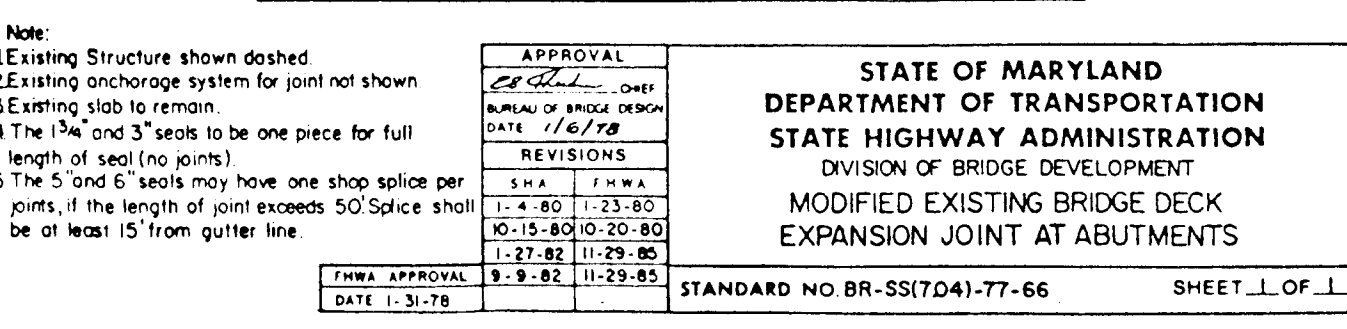 Note:
1.Existing Structure shown dashed.
2.Existing anchorage system for joint not shown.
3.Existing slab to remain.
4.The 1 3/4" and 3" seals to be one piece for full
length of seal (no joints).
5 The 5" and 6" seals may have one shop splice per
joints, if the length of joint exceeds 50'. Splice shall
be at least 15' from gutter line.
APPROVAL
CHIEF
BUREAU OF BRIDGE DESIGN
DATE 1/6/78
REVISIONS
SHA FHWA
1-4-80 1-23-80
10-15-80 10-20-80
1-27-82 11-29-85
9-9-82 11-29-85
FHWA APPROVAL
DATE 1-31-78
STATE OF MARYLAND
DEPARTMENT OF TRANSPORTATION
STATE HIGHWAY ADMINISTRATION
DIVISION OF BRIDGE DEVELOPMENT
MODIFIED EXISTING BRIDGE DECK
EXPANSION JOINT AT ABUTMENTS
STANDARD NO. BR-SS(7.04)-77-66 SHEET 1 OF 1